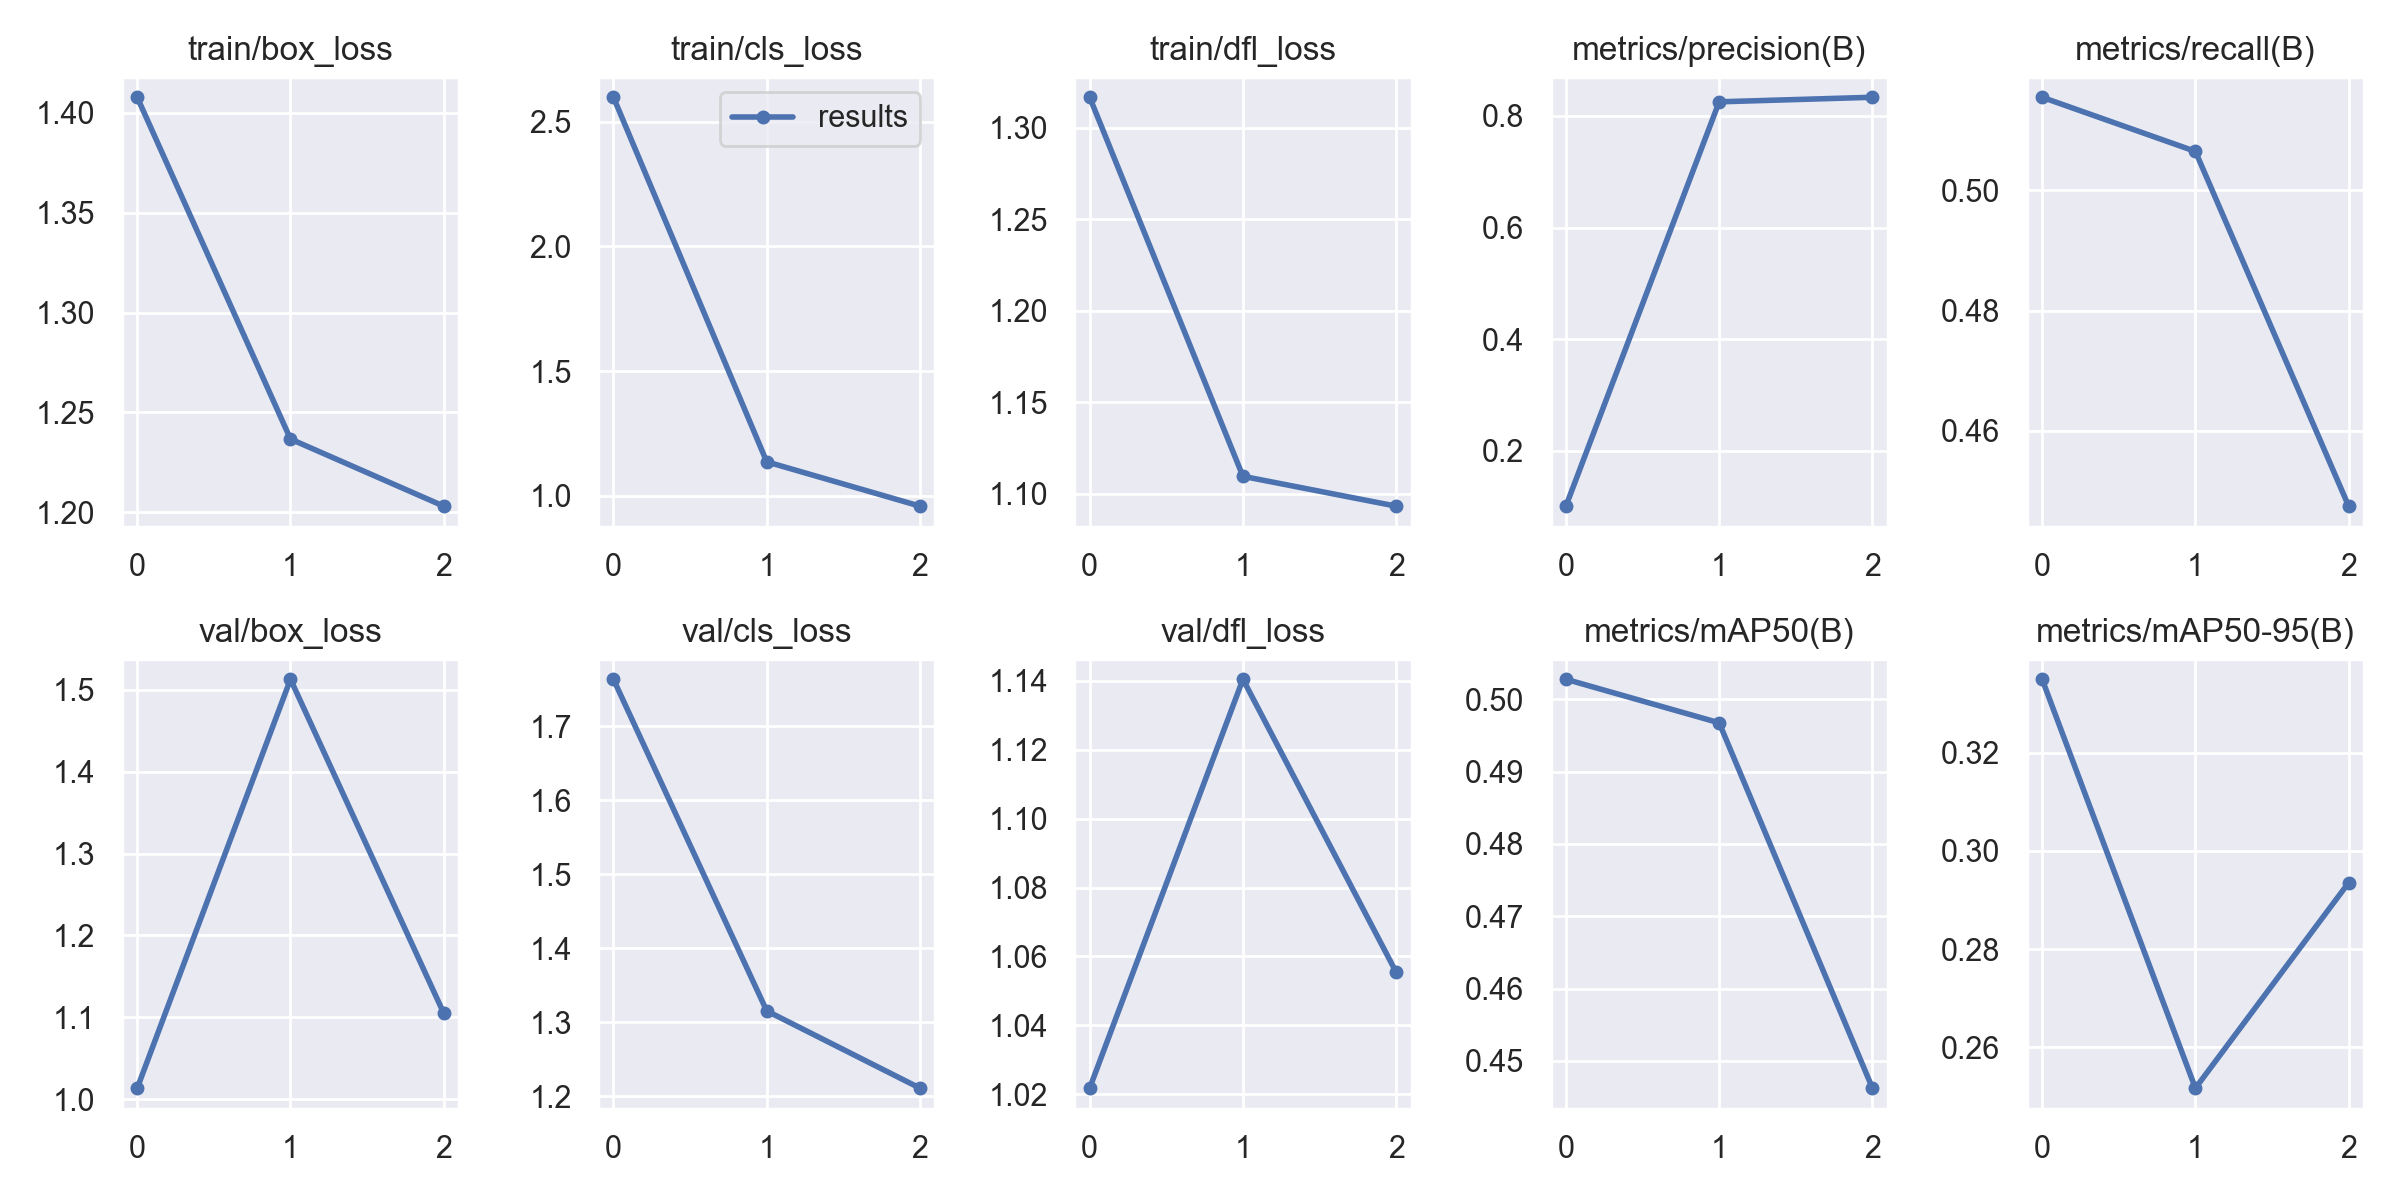 train/box_loss
1.40
1.35
1.30
1.25
1.20
0 1 2
train/cls_loss
results
2.5
2.0
1.5
1.0
0 1 2
train/dfl_loss
1.30
1.25
1.20
1.15
1.10
0 1 2
metrics/precision(B)
0.8
0.6
0.4
0.2
0 1 2
metrics/recall(B)
0.50
0.48
0.46
0 1 2
val/box_loss
1.5
1.4
1.3
1.2
1.1
1.0
0 1 2
val/cls_loss
1.7
1.6
1.5
1.4
1.3
1.2
0 1 2
val/dfl_loss
1.14
1.12
1.10
1.08
1.06
1.04
1.02
0 1 2
metrics/mAP50(B)
0.50
0.49
0.48
0.47
0.46
0.45
0 1 2
metrics/mAP50-95(B)
0.32
0.30
0.28
0.26
0 1 2